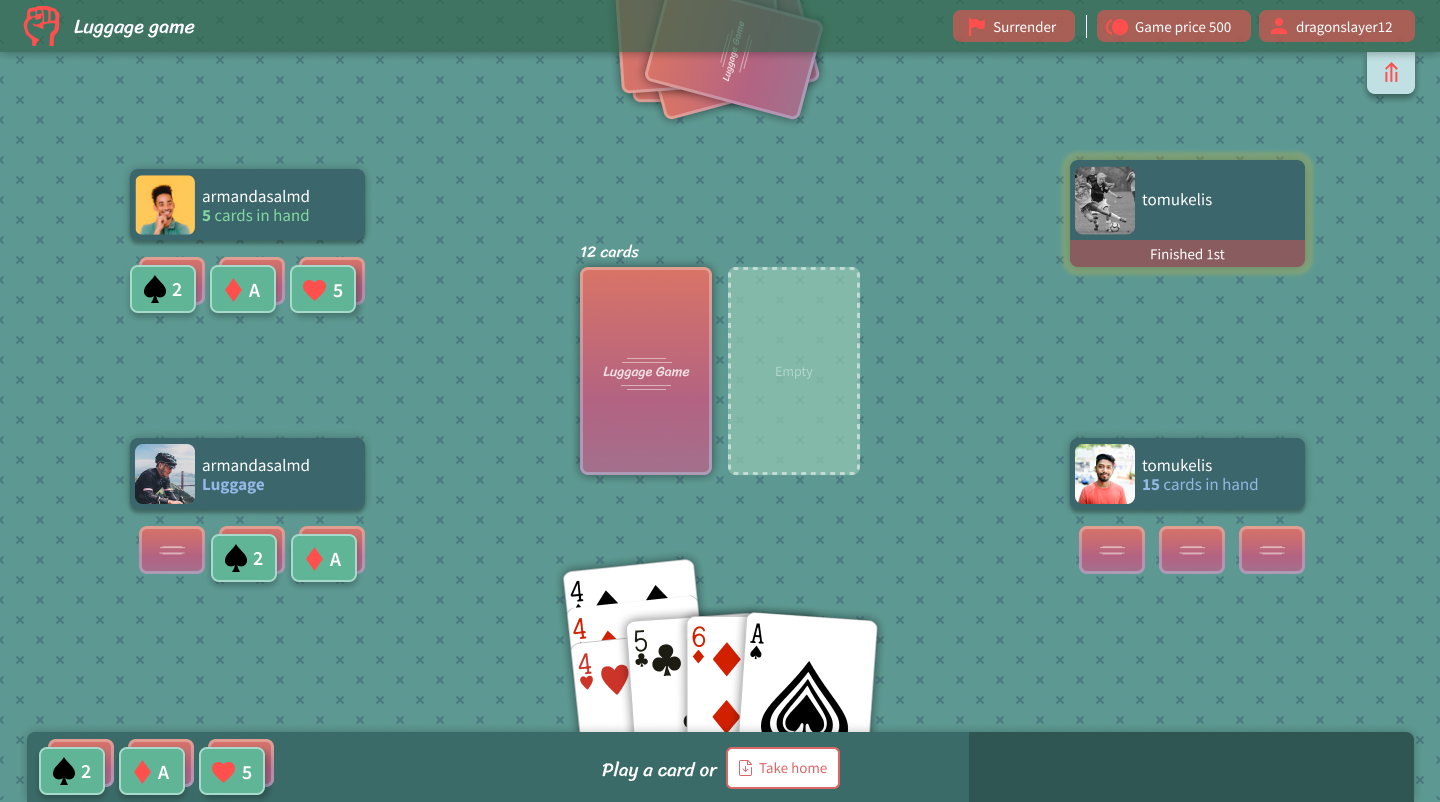 Luggage game
Surrender
Game price 500
dragonslayer12
Luggage Game
armandasalmd
5 cards in hand
2
A
5
tomukelis
Finished 1st
12 cards
Luggage Game
Empty
armandasalmd
Luggage
2
A
tomukelis
15 cards in hand
4
4
4
5
6
A
2
A
5
Play a card or
Take home